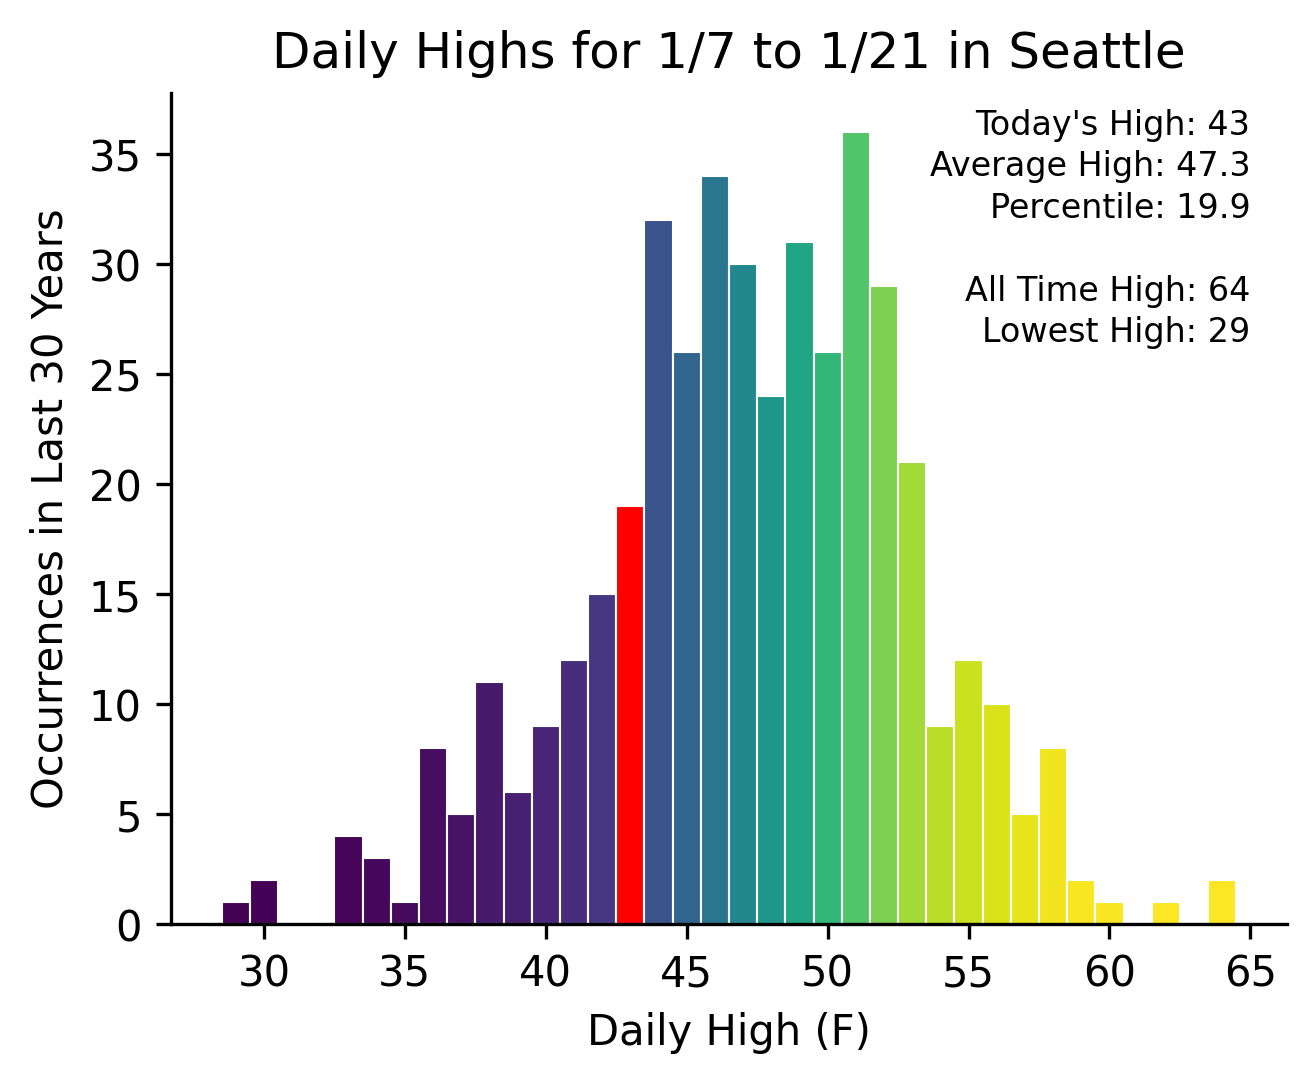 Daily Highs for 1/7 to 1/21 in Seattle
Today's High: 43
Average High: 47.3
Percentile: 19.9
All Time High: 64
Lowest High: 29
Occurrences in Last 30 Years
35
30
25
20
15
10
5
0
30 35 40 45 50 55 60 65
Daily High (F)